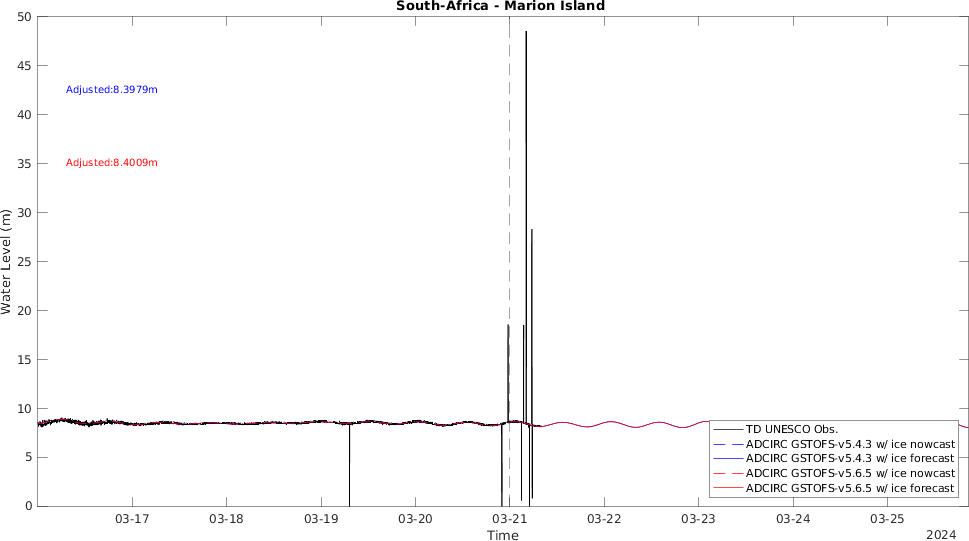 South-Africa - Marion Island
50
45
40
35
30
25
20
15
10
5
0
Water Level (m)
Adjusted:8.3979m
Adjusted:8.4009m
TD UNESCO Obs.
ADCIRC GSTOFS-v5.4.3 w/ ice nowcast
ADCIRC GSTOFS-v5.4.3 w/ ice forecast
ADCIRC GSTOFS-v5.6.5 w/ ice nowcast
ADCIRC GSTOFS-v5.6.5 w/ ice forecast
03-17 03-18 03-19 03-20 03-21 03-22 03-23 03-24 03-25
Time
2024